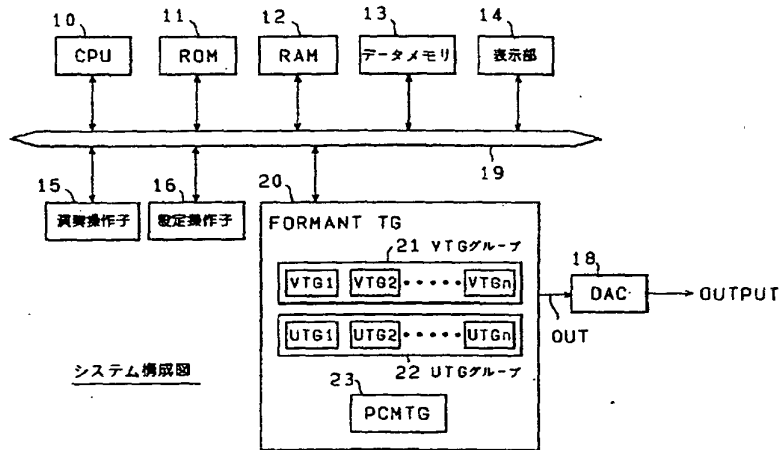 10 11 12 13 14
CPU ROM RAM データメモリ 表示部
19
15 16 20
演奏操作子 設定操作子
FORMANT TG
21 VTGグループ
VTG1 VTG2 ・・・・・ VTGn
18
DAC OUTPUT
OUT
UTG1 UTG2 ・・・・・ UTGn
22 UTGグループ
システム構成図
23
PCMTG